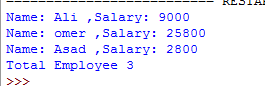 Name: Ali ,Salary: 9000
Name: omer ,Salary: 25800
Name: Asad ,Salary: 2800
Total Employee 3
>>>